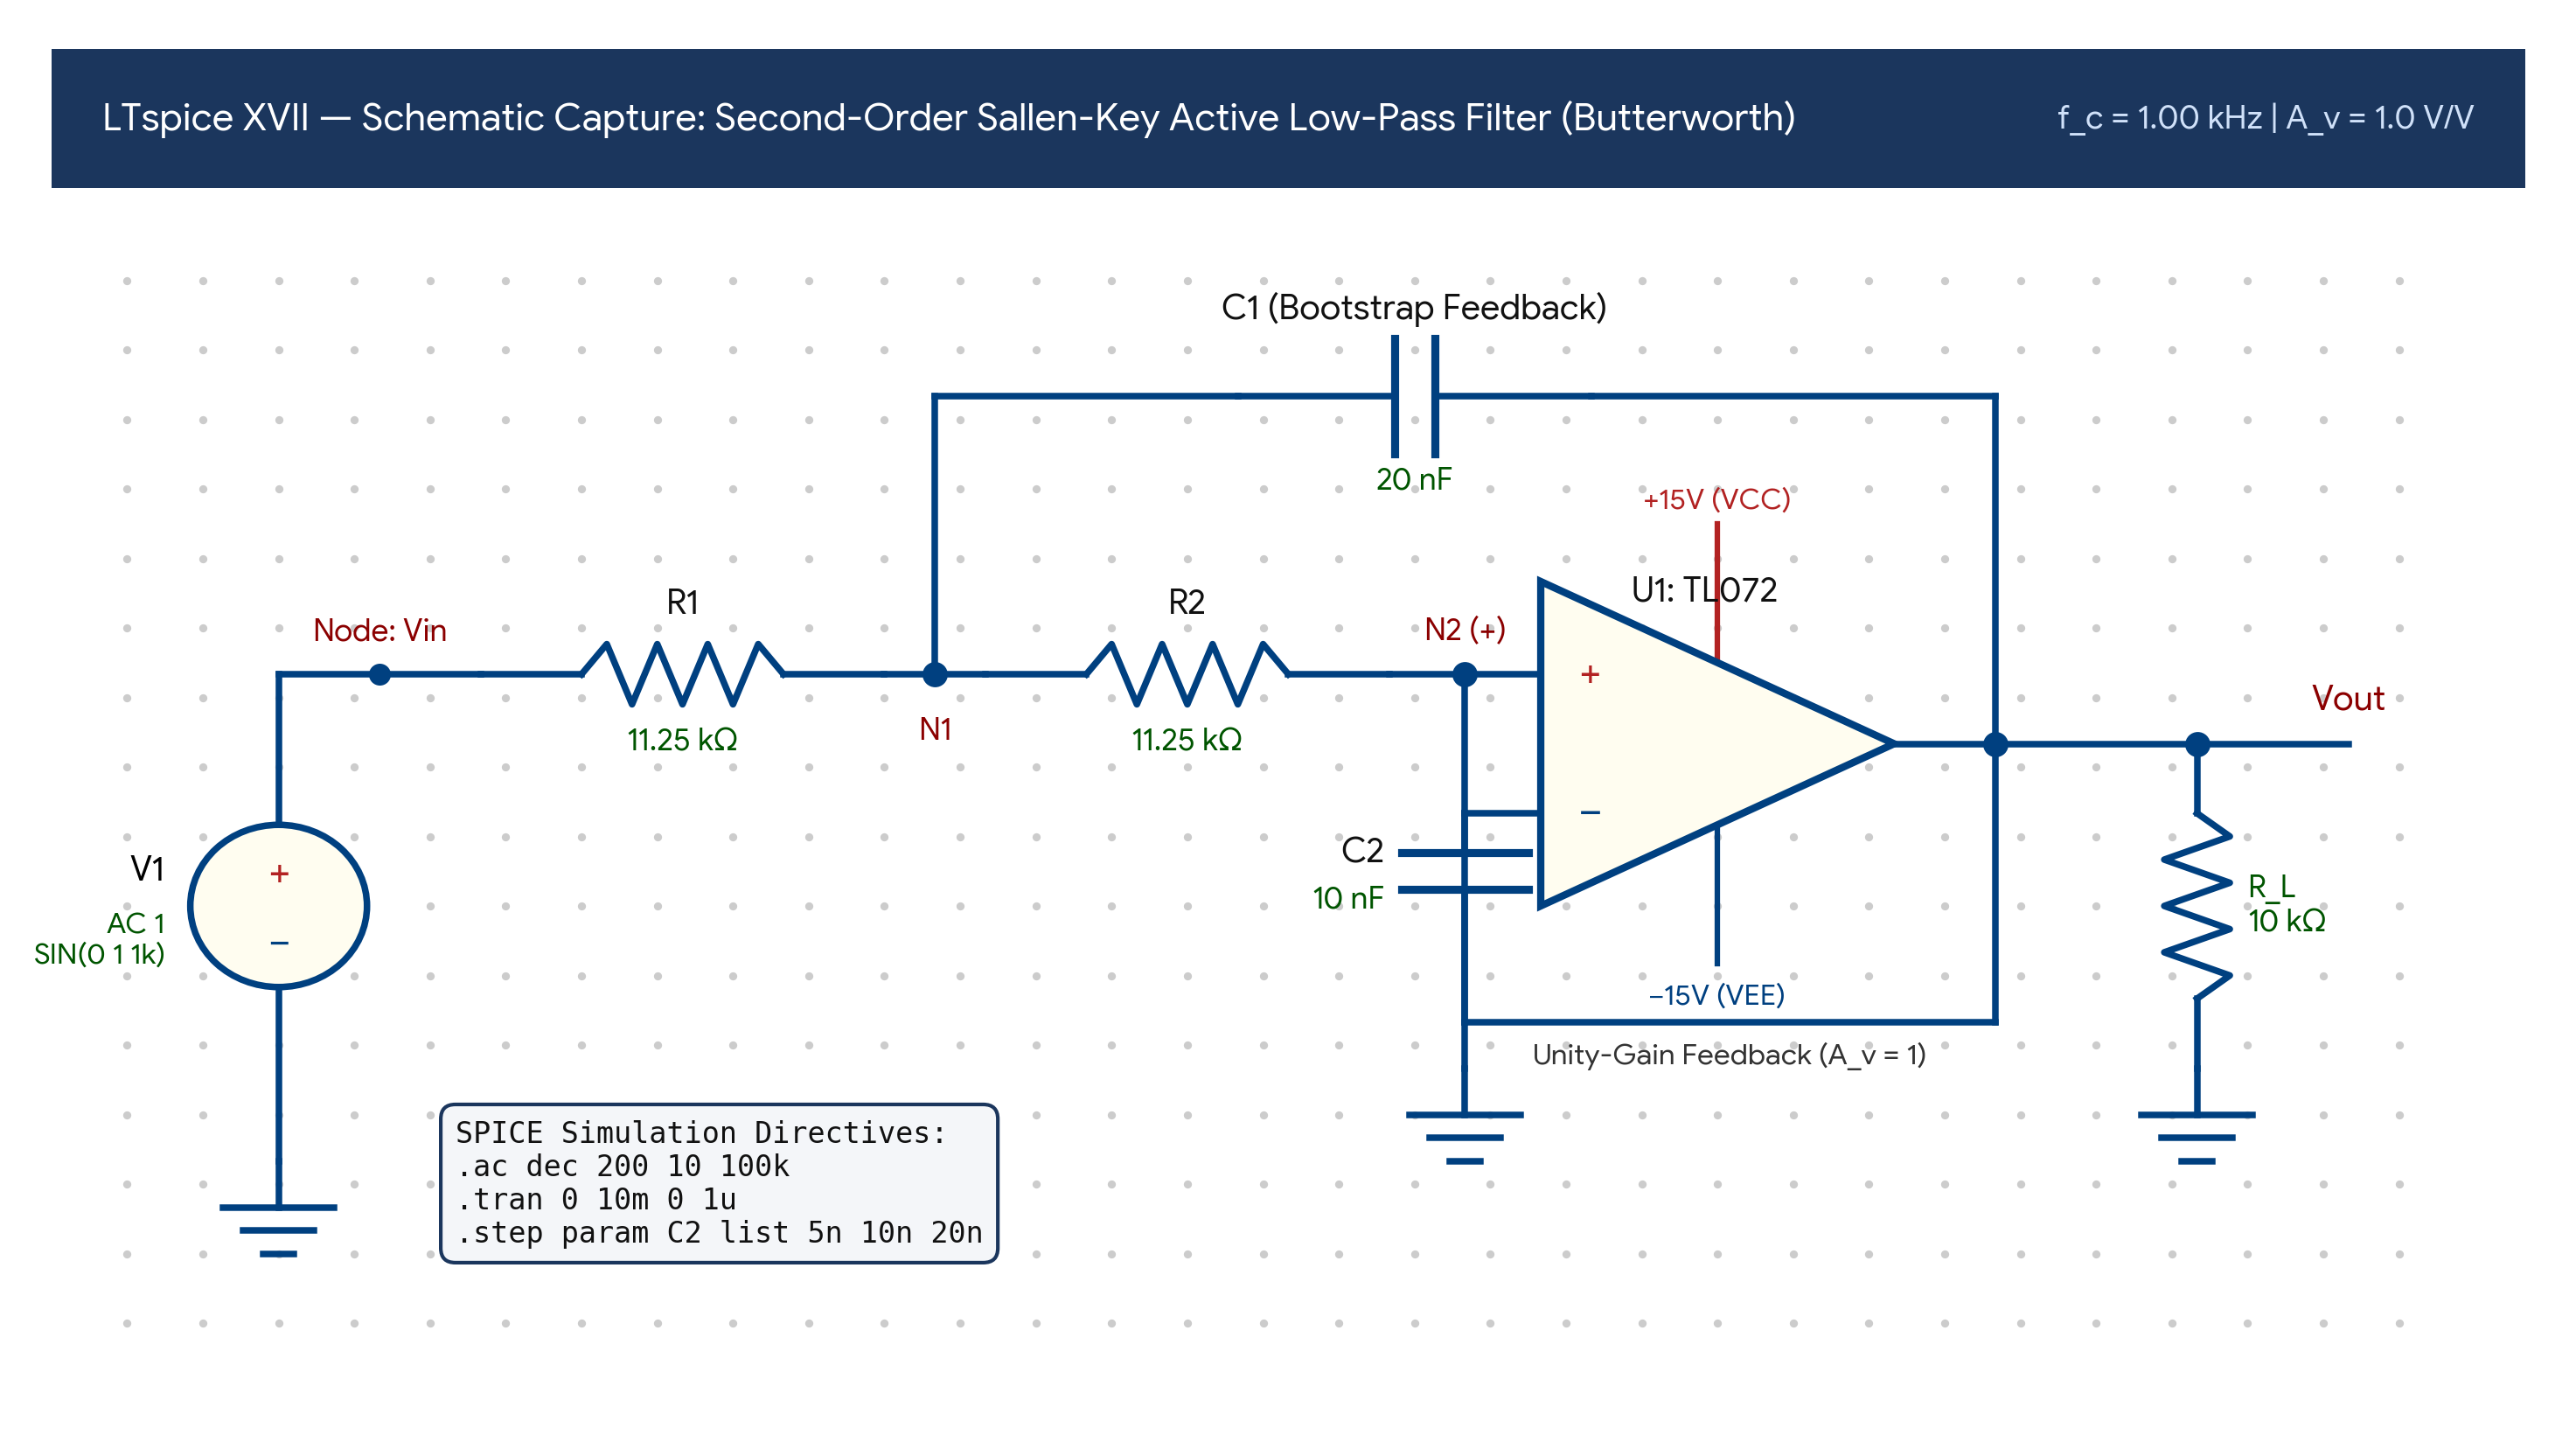 LTspice XVII — Schematic Capture: Second-Order Sallen-Key Active Low-Pass Filter (Butterworth)
f_c = 1.00 kHz | A_v = 1.0 V/V
C1 (Bootstrap Feedback)
20 nF
+15V (VCC)
U1: TL072
R1
R2
Node: Vin
N2 (+)
+
11.25 kΩ
N1
11.25 kΩ
Vout
−
V1
+
−
AC 1
SIN(0 1 1k)
C2
10 nF
R_L
10 kΩ
−15V (VEE)
Unity-Gain Feedback (A_v = 1)
SPICE Simulation Directives:
.ac dec 200 10 100k
.tran 0 10m 0 1u
.step param C2 list 5n 10n 20n